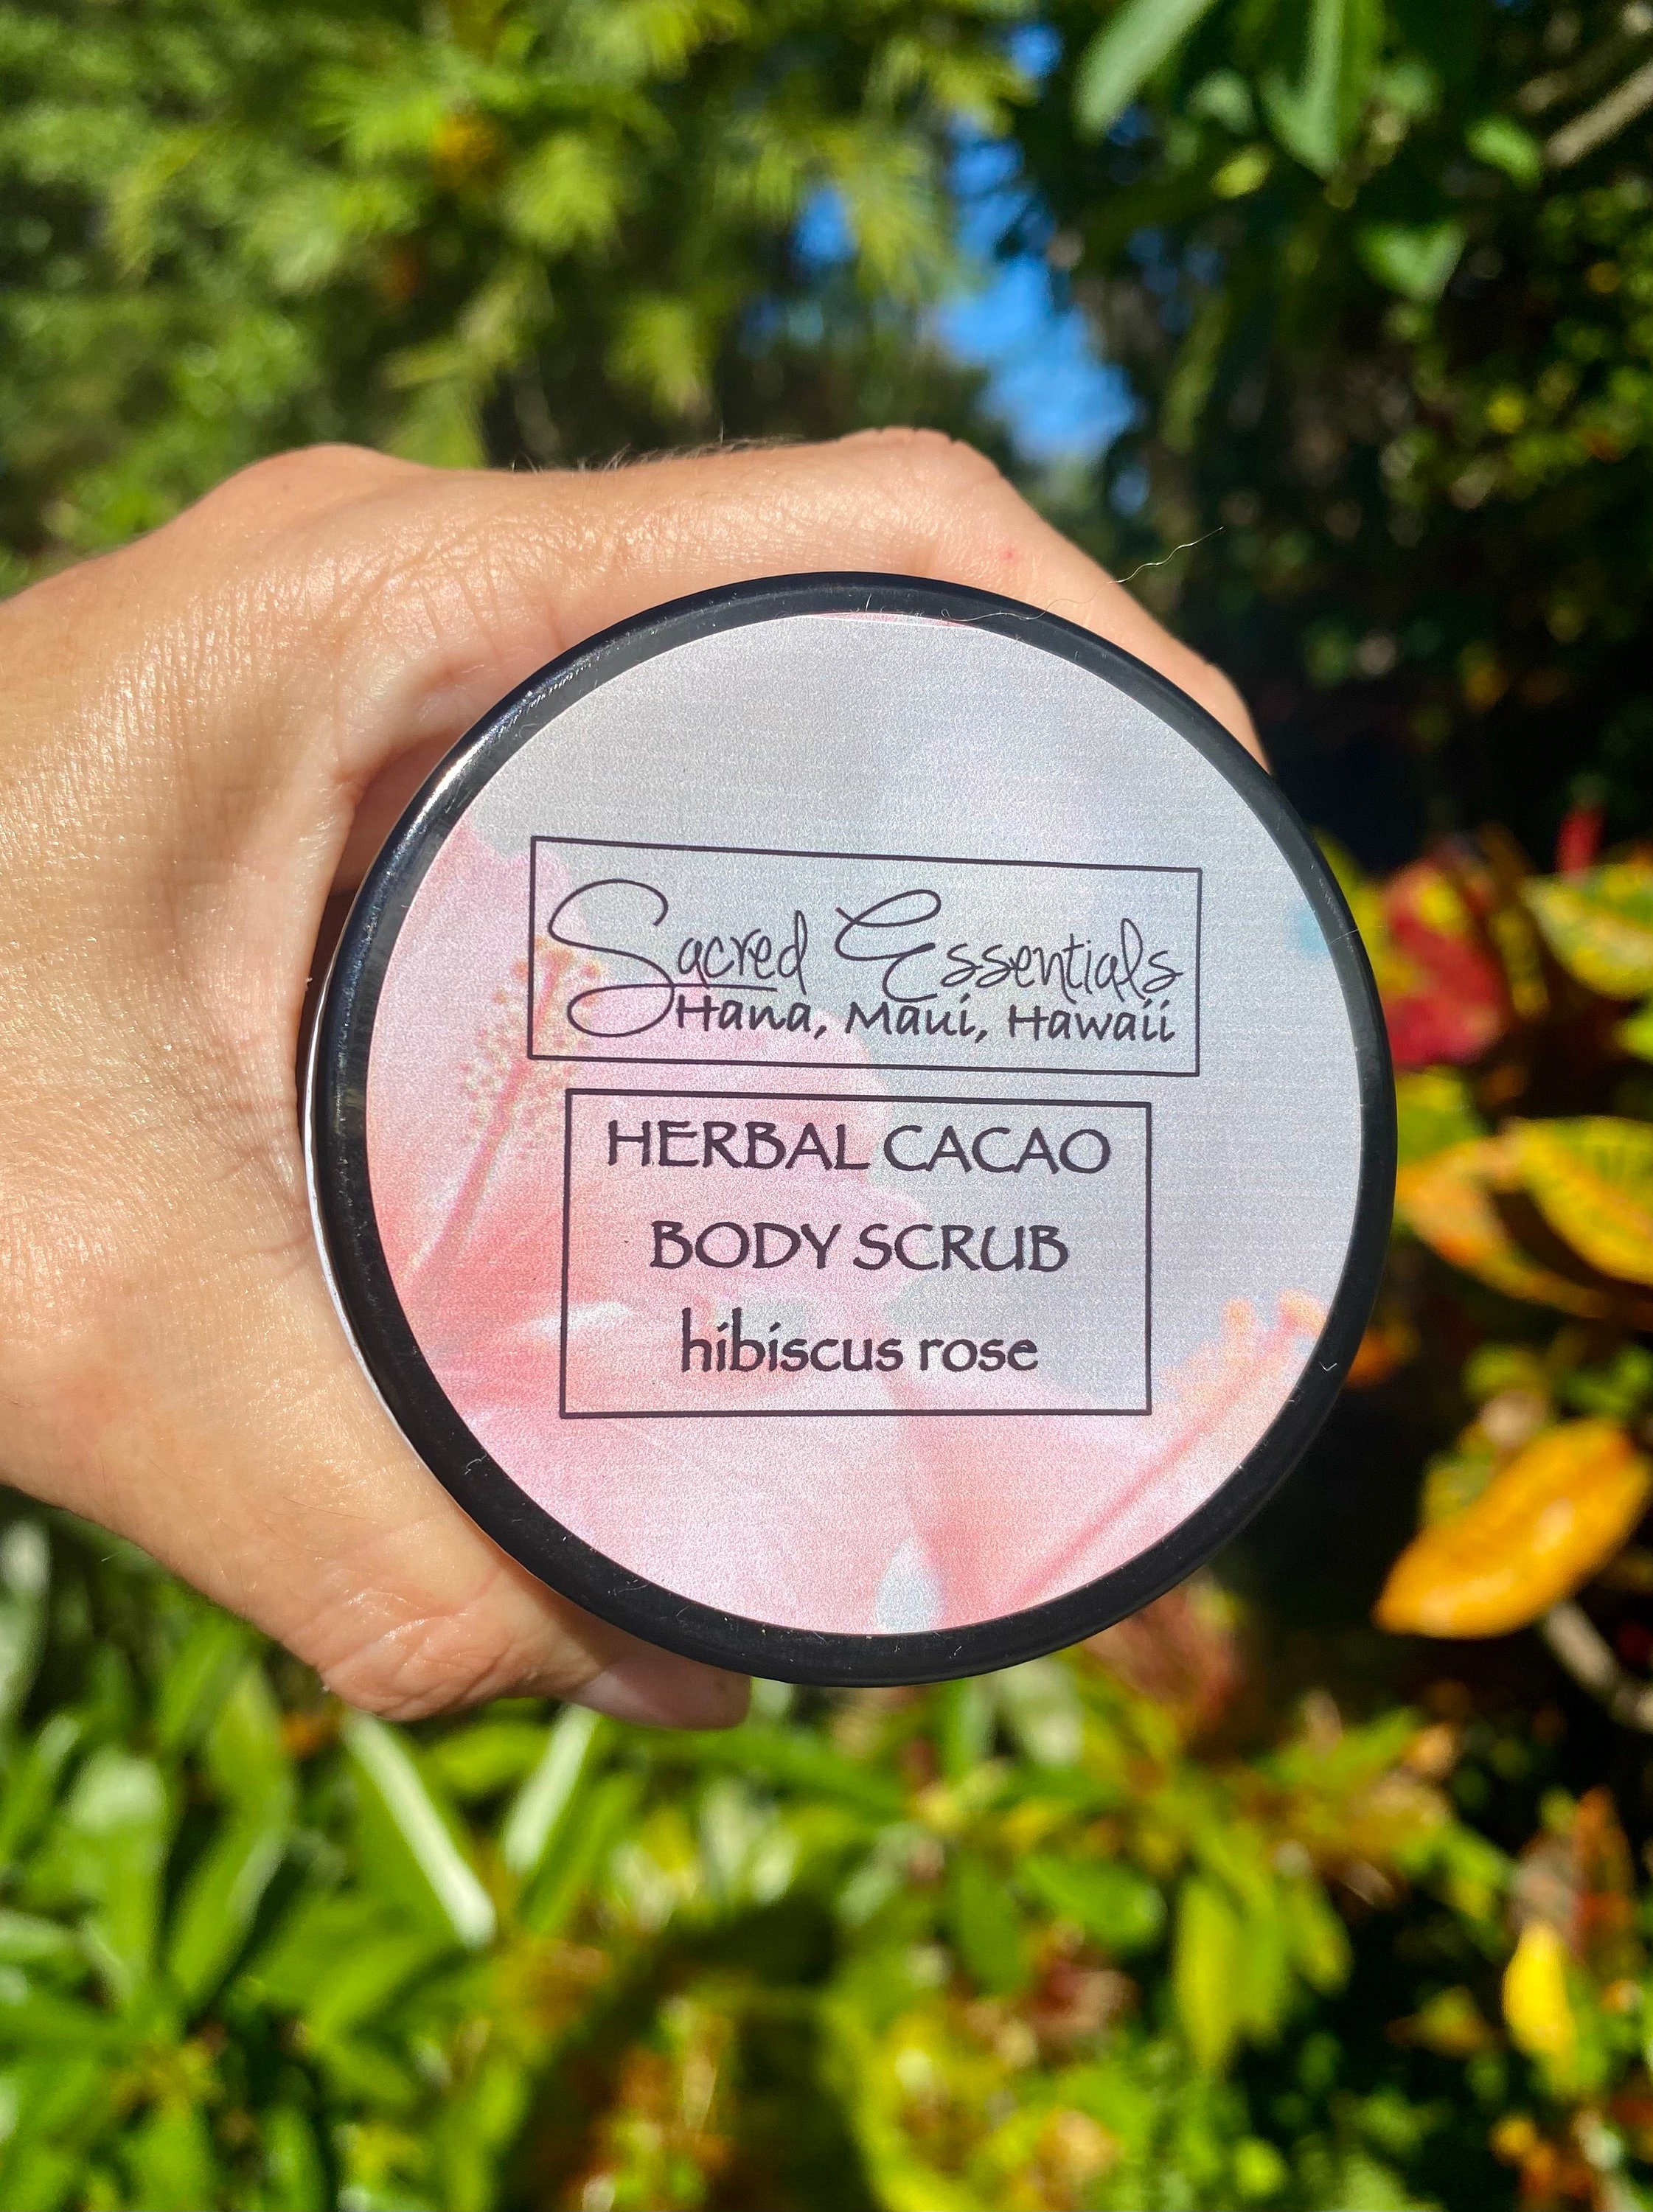 Sacred Essentials
Hana, Maui, Hawaii
HERBAL CACAO
BODY SCRUB
hibiscus rose